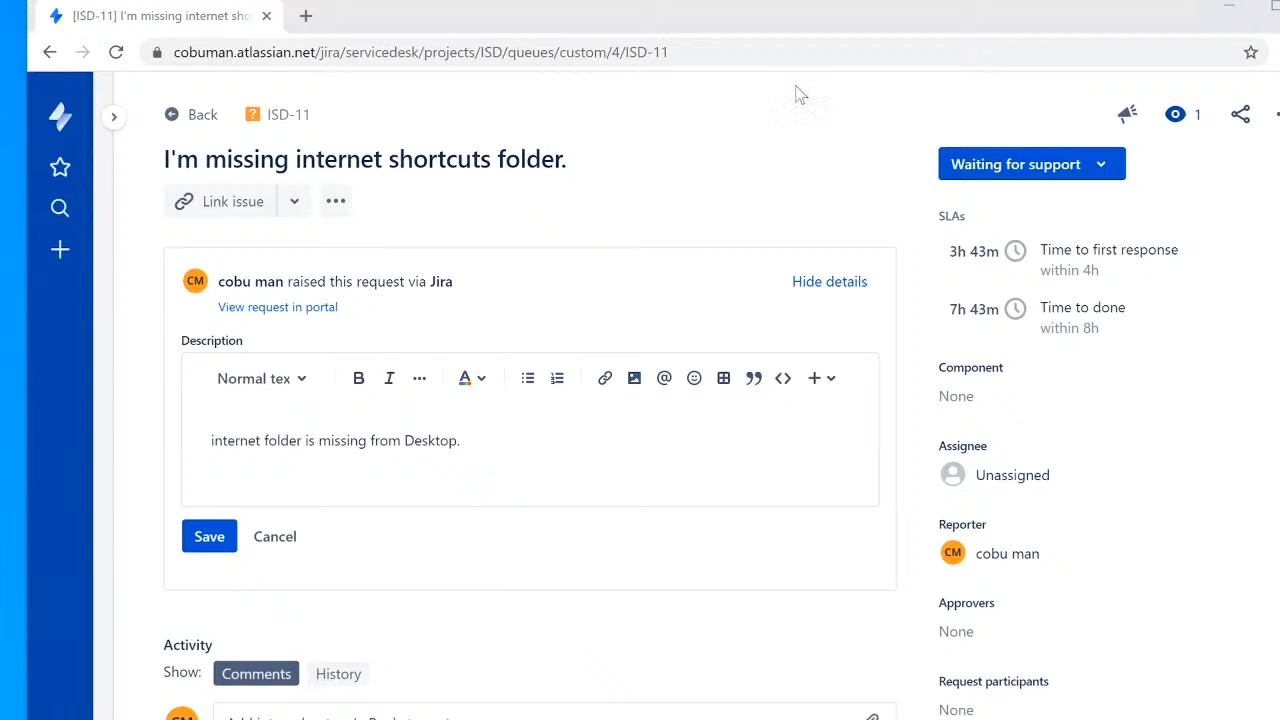 [ISD-11] I'm missing internet sho
cobuman.atlassian.net/jira/servicedesk/projects/ISD/queues/custom/4/ISD-11
Back
ISD-11
1
I'm missing internet shortcuts folder.
Waiting for support
Link issue
SLAs
3h 43m
Time to first response
within 4h
7h 43m
Time to done
within 8h
CM
cobu man raised this request via Jira
Hide details
View request in portal
Description
Normal tex
B
I
A
internet folder is missing from Desktop.
Save
Cancel
Component
None
Assignee
Unassigned
Reporter
CM
cobu man
Approvers
None
Request participants
None
Activity
Show:
Comments
History
CM